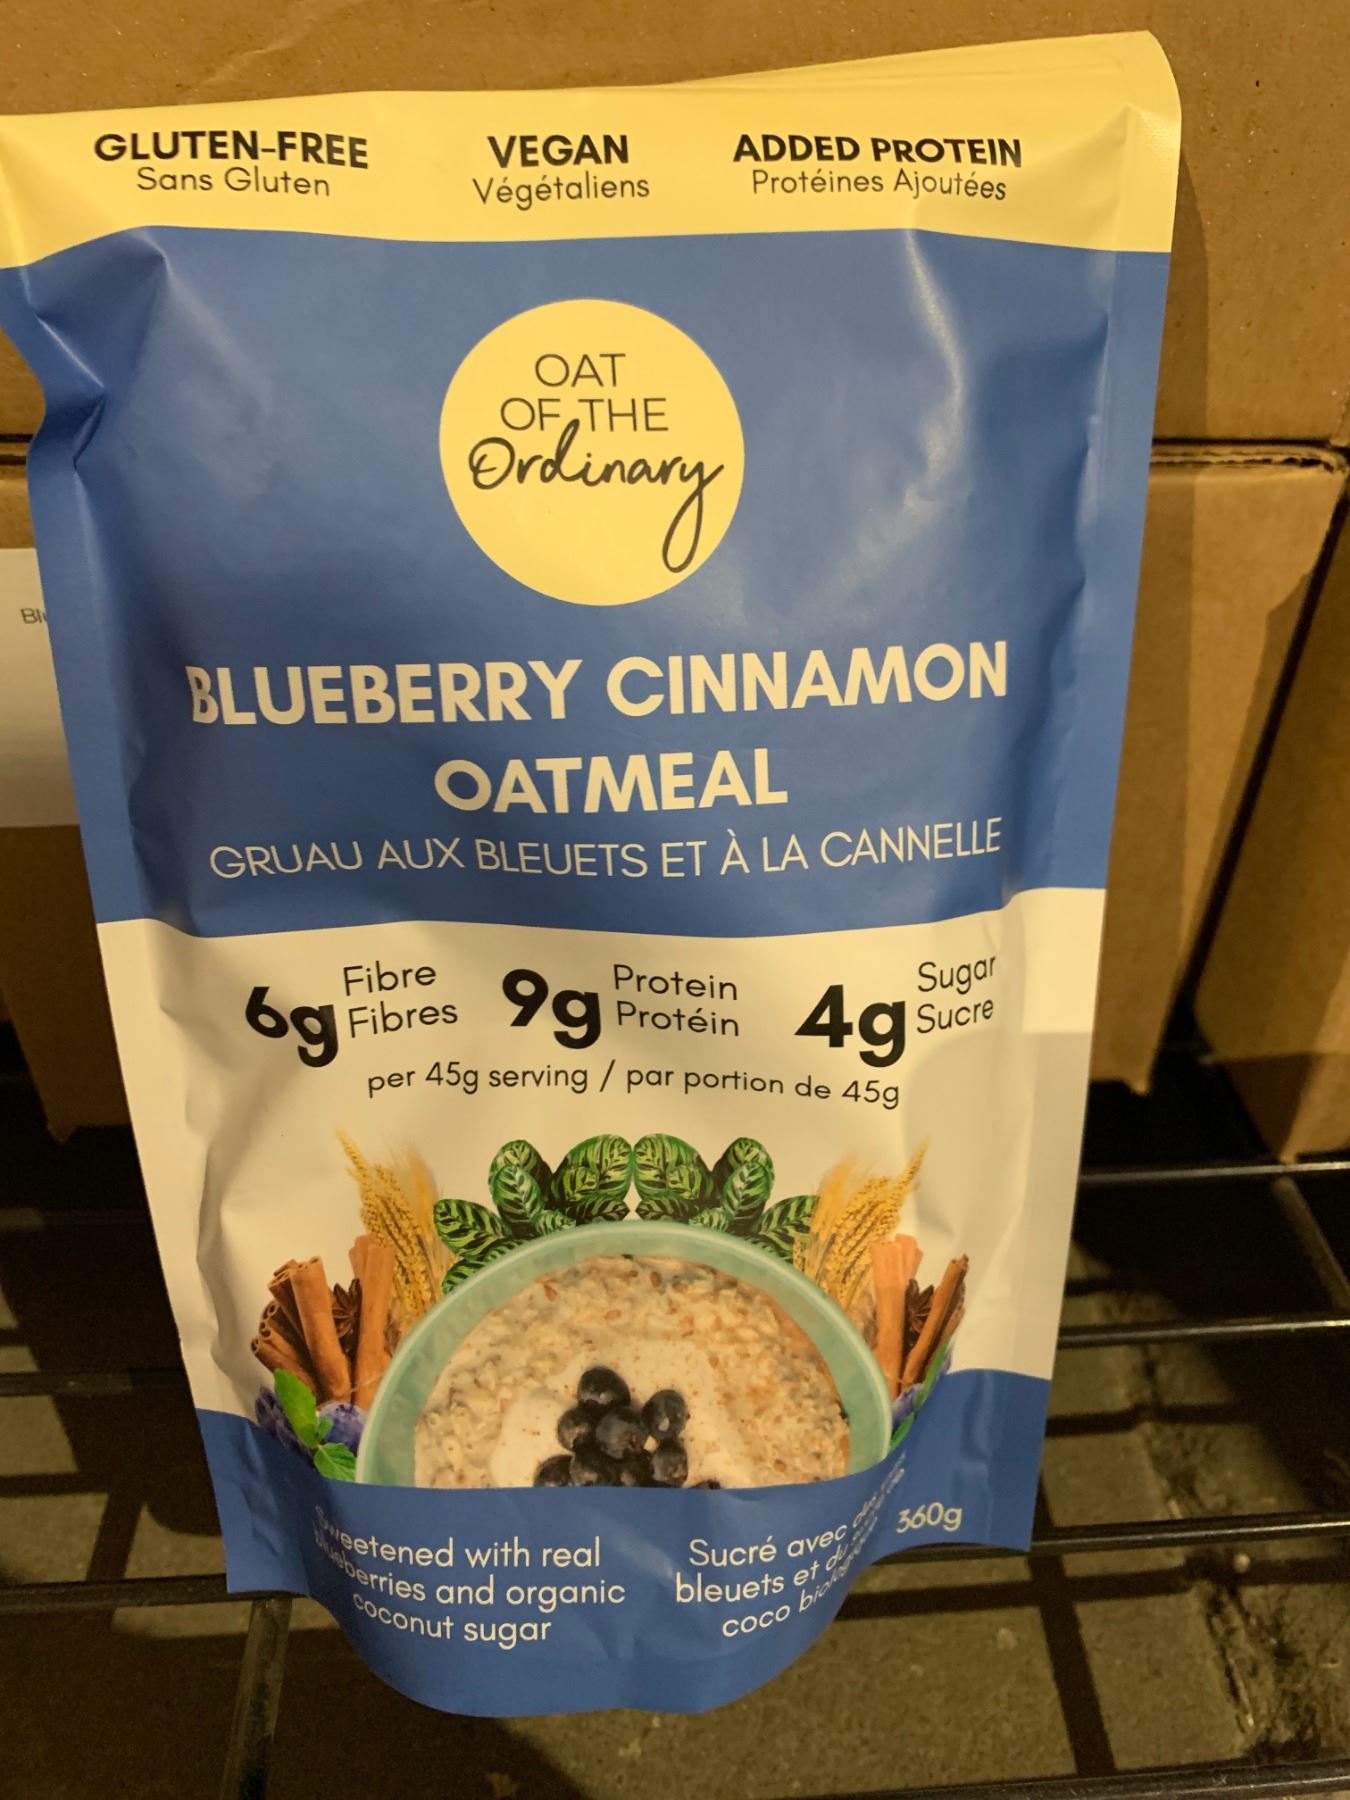 GLUTEN-FREE
Sans Gluten
VEGAN
Végétaliens
ADDED PROTEIN
Protéines Ajoutées
OAT
OF THE
Ordinary
BLUEBERRY CINNAMON
OATMEAL
GRUAU AUX BLEUETS ET À LA CANNELLE
6g Fibre
Fibres
9g Protein
Protéin
4g Sugar
Sucre
per 45g serving / par portion de 45g
Sweetened with real
blueberries and organic
coconut sugar
Sucré avec
bleuets et du
coco
360g